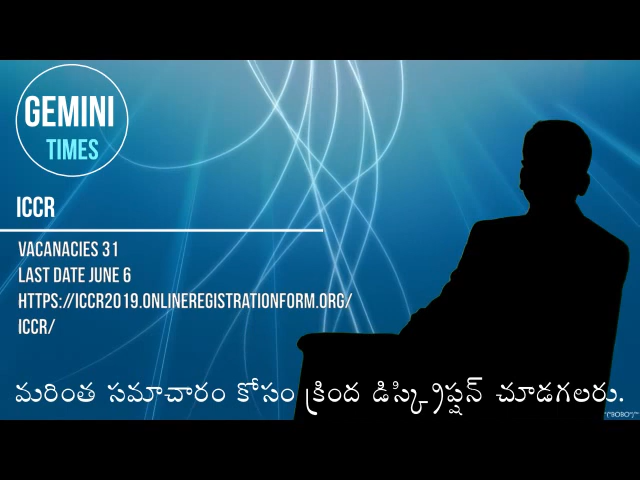 GEMINI
TIMES
ICCR
VACANACIES 31
LAST DATE JUNE 6
HTTPS://ICCR2019.ONLINEREGISTRATIONFORM.ORG/
ICCR/
మరింత సమాచారం కోసం క్రింద డిస్క్రిప్షన్ చూడగలరు.